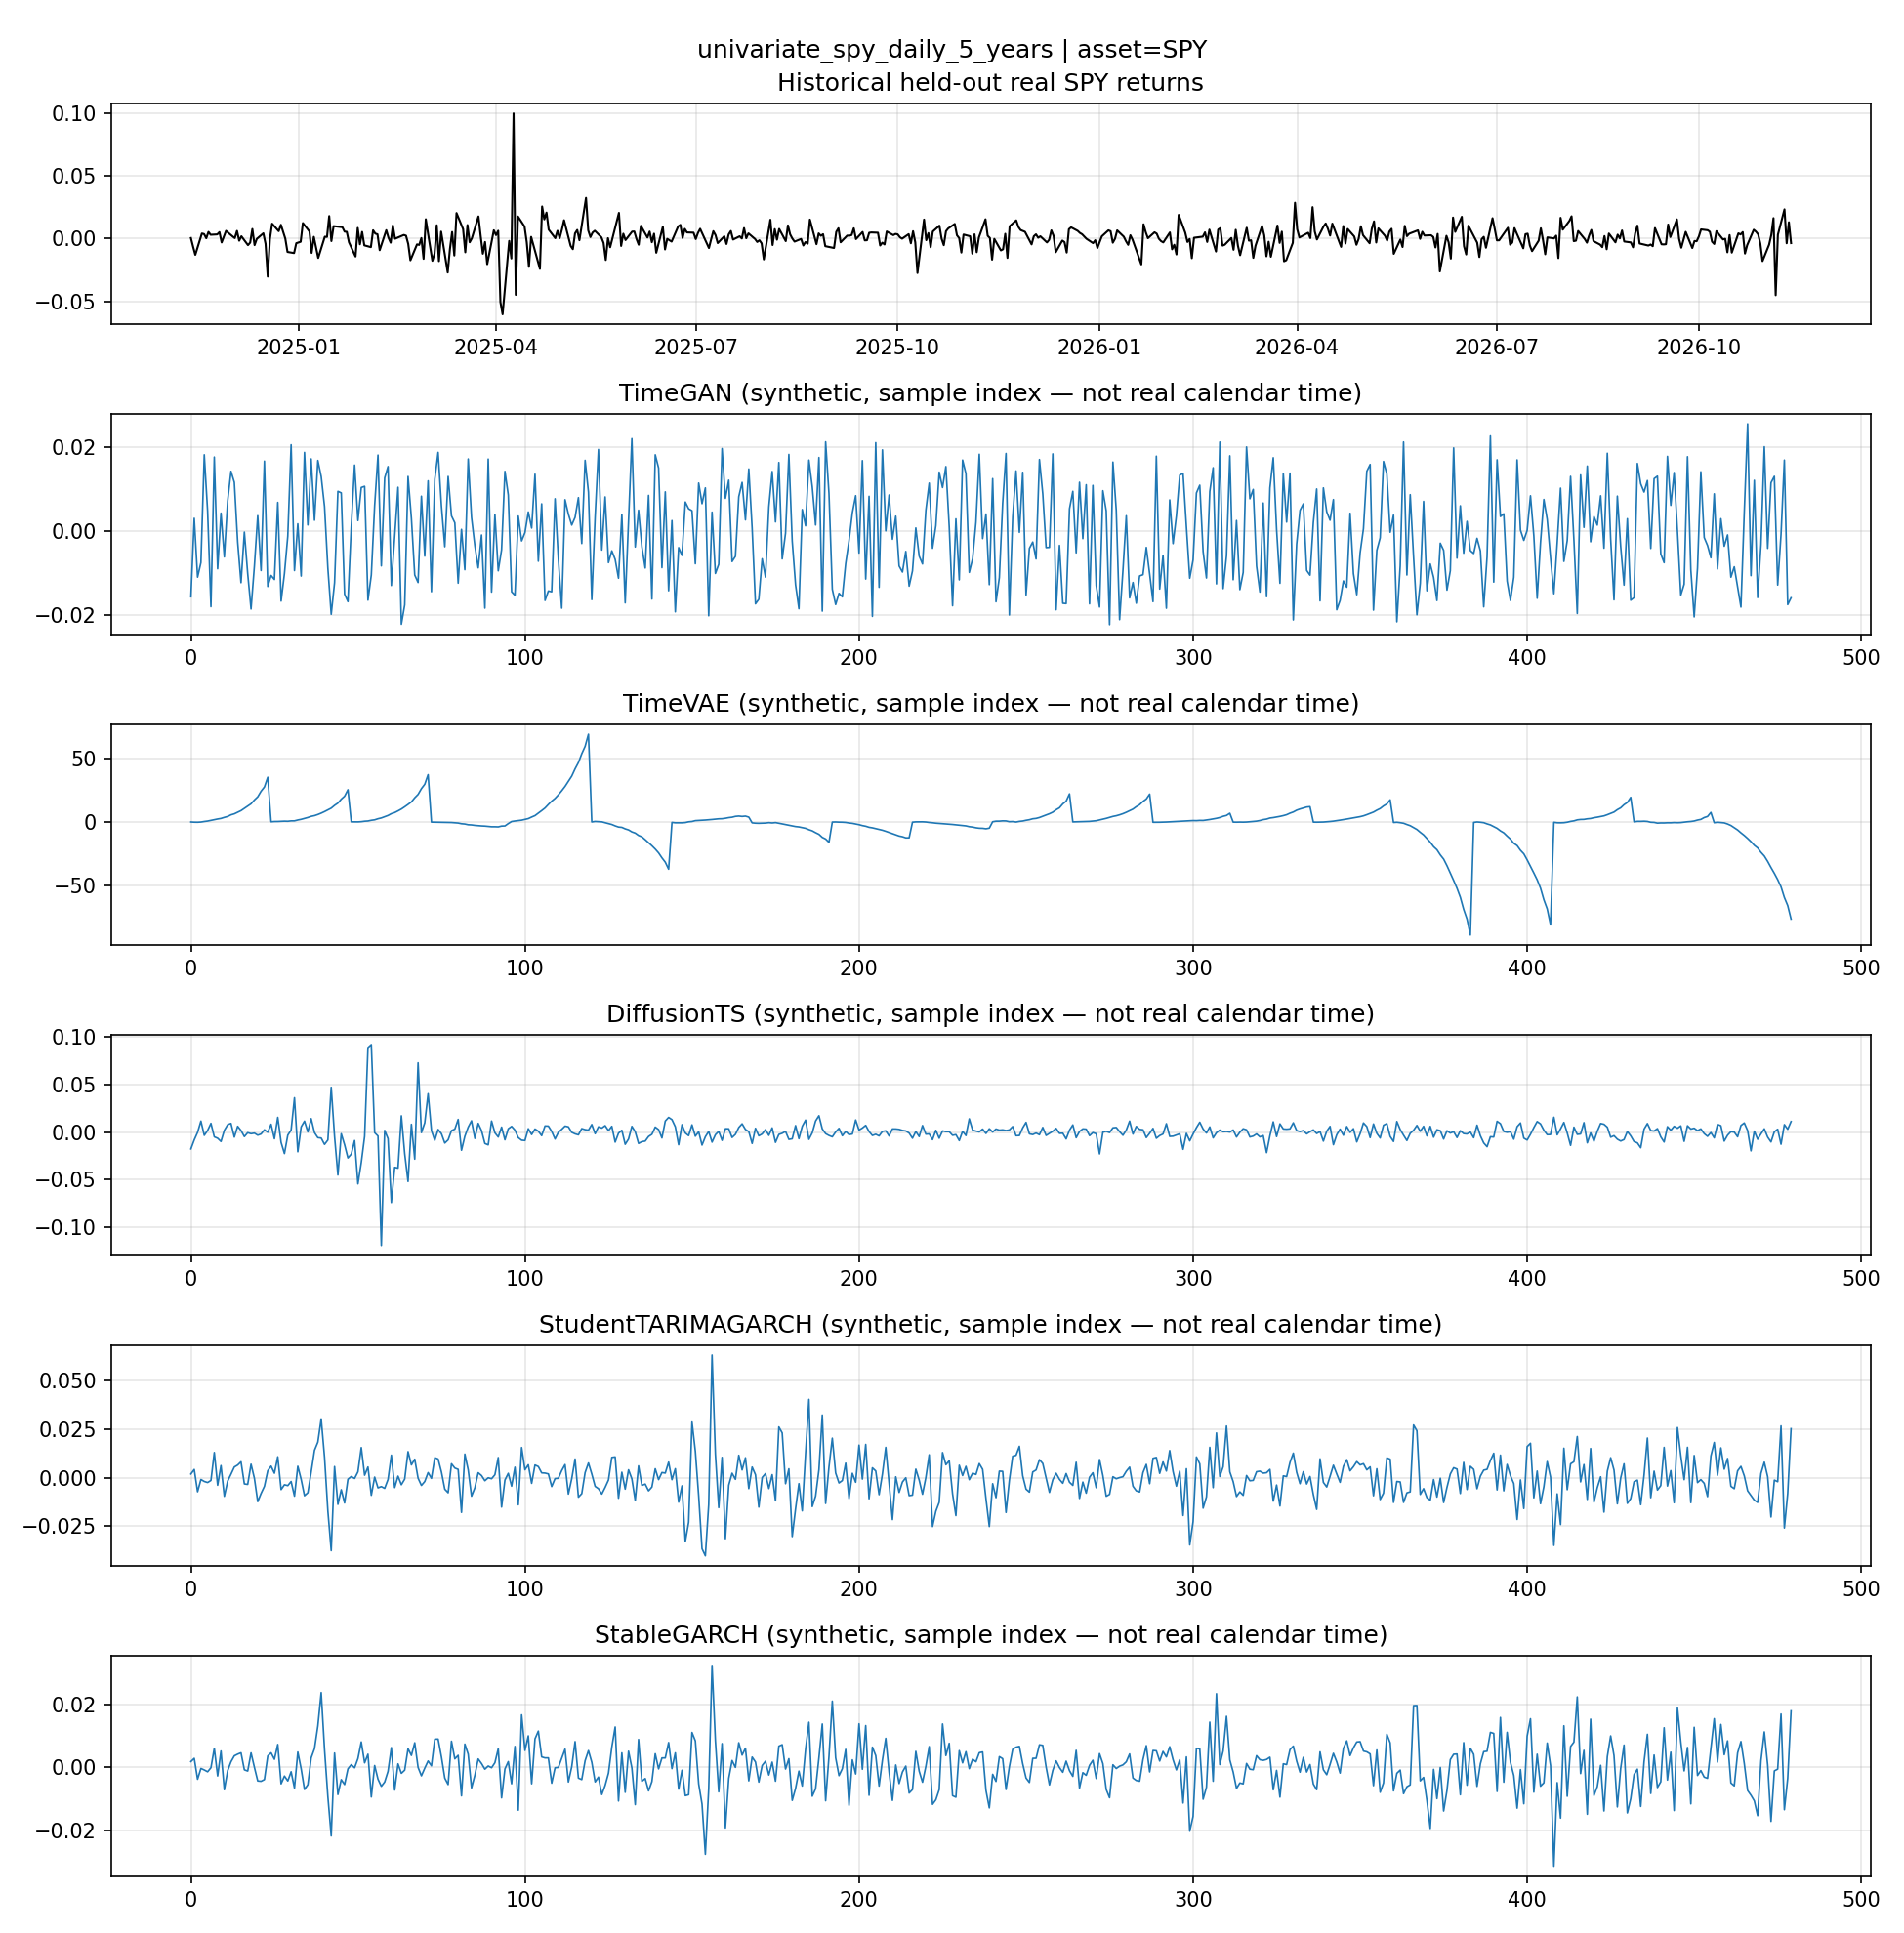 univariate_spy_daily_5_years | asset=SPY
Historical held-out real SPY returns
0.10
0.05
0.00
−0.05
2025-01 2025-04 2025-07 2025-10 2026-01 2026-04 2026-07 2026-10
TimeGAN (synthetic, sample index — not real calendar time)
0.02
0.00
−0.02
0 100 200 300 400 500
TimeVAE (synthetic, sample index — not real calendar time)
50
0
−50
0 100 200 300 400 500
DiffusionTS (synthetic, sample index — not real calendar time)
0.10
0.05
0.00
−0.05
−0.10
0 100 200 300 400 500
StudentTARIMAGARCH (synthetic, sample index — not real calendar time)
0.050
0.025
0.000
−0.025
0 100 200 300 400 500
StableGARCH (synthetic, sample index — not real calendar time)
0.02
0.00
−0.02
0 100 200 300 400 500